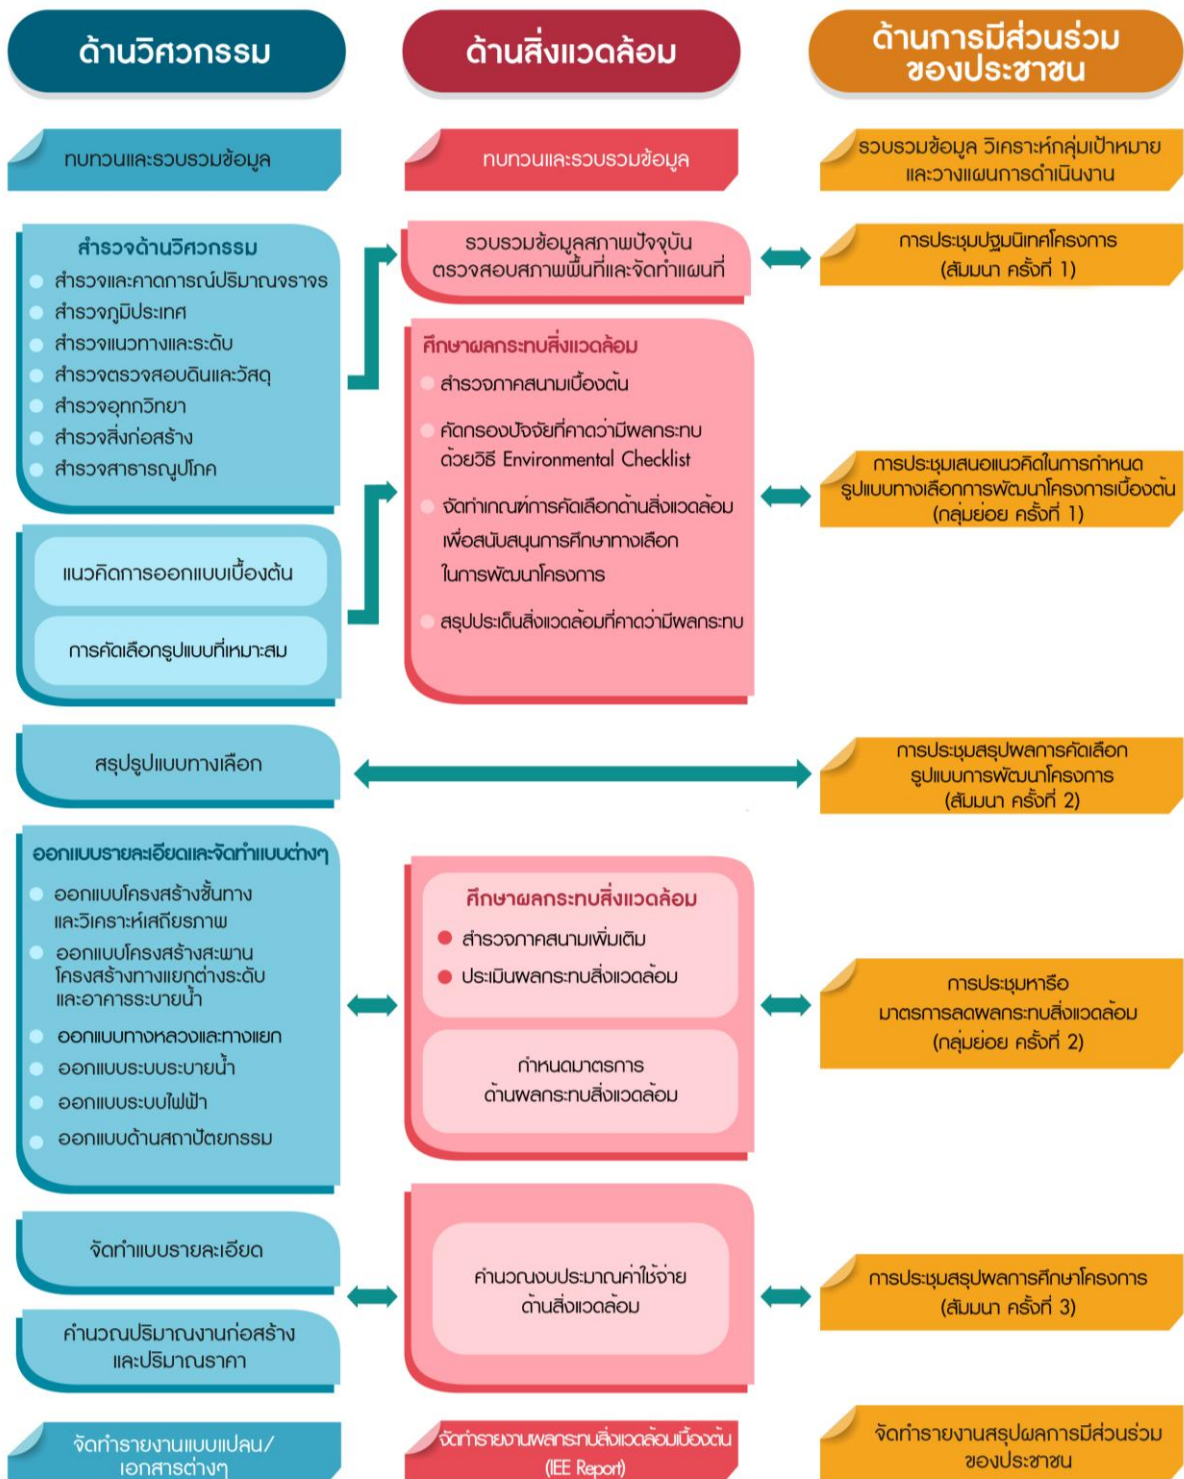 ด้านวิศวกรรม
ด้านสิ่งแวดล้อม
ด้านการมีส่วนร่วม
ของประชาชน
ทบทวนและรวบรวมข้อมูล
ทบทวนและรวบรวมข้อมูล
รวบรวมข้อมูล วิเคราะห์กลุ่มเป้าหมาย
และวางแผนการดำเนินงาน
สำรวจด้านวิศวกรรม
สำรวจและคาดการณ์ปริมาณจราจร
สำรวจภูมิประเทศ
สำรวจแนวทางและระดับ
สำรวจตรวจสอบดินและวัสดุ
สำรวจอุทกวิทยา
สำรวจสิ่งก่อสร้าง
สำรวจสาธารณูปโภค
รวบรวมข้อมูลสภาพปัจจุบัน
ตรวจสอบสภาพพื้นที่และจัดทำแผนที่
การประชุมปฐมนิเทศโครงการ
(สัมมนา ครั้งที่ 1)
ศึกษาผลกระทบสิ่งแวดล้อม
สำรวจภาคสนามเบื้องต้น
คัดกรองปัจจัยที่คาดว่ามีผลกระทบ
ด้วยวิธี Environmental Checklist
จัดทำเกณฑ์การคัดเลือกด้านสิ่งแวดล้อม
เพื่อสนับสนุนการศึกษาทางเลือก
ในการพัฒนาโครงการ
สรุปประเด็นสิ่งแวดล้อมที่คาดว่ามีผลกระทบ
การประชุมเสนอแนวคิดในการกำหนด
รูปแบบทางเลือกการพัฒนาโครงการเบื้องต้น
(กลุ่มย่อย ครั้งที่ 1)
แนวคิดการออกแบบเบื้องต้น
การคัดเลือกรูปแบบที่เหมาะสม
สรุปรูปแบบทางเลือก
การประชุมสรุปผลการคัดเลือก
รูปแบบการพัฒนาโครงการ
(สัมมนา ครั้งที่ 2)
ออกแบบรายละเอียดและจัดทำแบบต่างๆ
ออกแบบโครงสร้างชั้นทาง
และวิเคราะห์เสถียรภาพ
ออกแบบโครงสร้างสะพาน
โครงสร้างทางแยกต่างระดับ
และอาคารระบายน้ำ
ออกแบบทางหลวงและทางแยก
ออกแบบระบบระบายน้ำ
ออกแบบระบบไฟฟ้า
ออกแบบด้านสถาปัตยกรรม
ศึกษาผลกระทบสิ่งแวดล้อม
สำรวจภาคสนามเพิ่มเติม
ประเมินผลกระทบสิ่งแวดล้อม
กำหนดมาตรการ
ด้านผลกระทบสิ่งแวดล้อม
การประชุมหารือ
มาตรการลดผลกระทบสิ่งแวดล้อม
(กลุ่มย่อย ครั้งที่ 2)
จัดทำแบบรายละเอียด
คำนวณปริมาณงานก่อสร้าง
และปริมาณราคา
คำนวณงบประมาณค่าใช้จ่าย
ด้านสิ่งแวดล้อม
การประชุมสรุปผลการศึกษาโครงการ
(สัมมนา ครั้งที่ 3)
จัดทำรายงานแบบแปลน/
เอกสารต่างๆ
จัดทำรายงานผลกระทบสิ่งแวดล้อมเบื้องต้น
(IEE Report)
จัดทำรายงานสรุปผลการมีส่วนร่วม
ของประชาชน